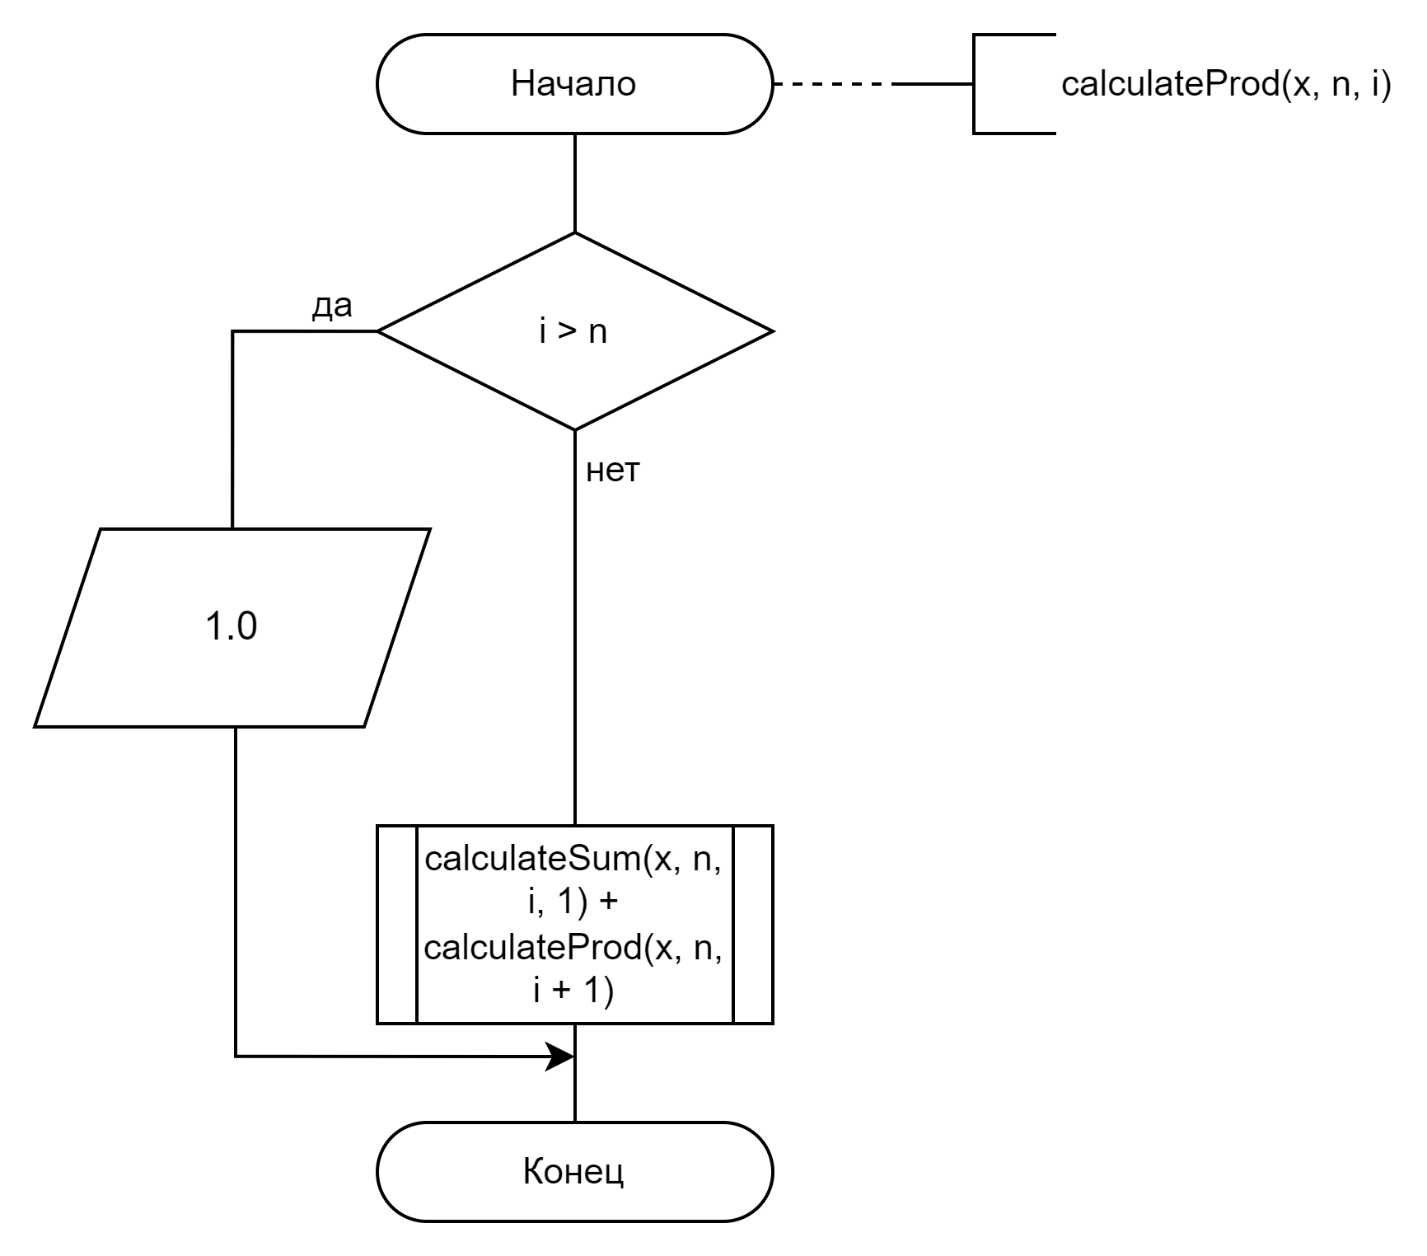 Начало
calculateProd(x, n, i)
да
i > n
нет
1.0
calculateSum(x, n,
i, 1) +
calculateProd(x, n,
i + 1)
Конец